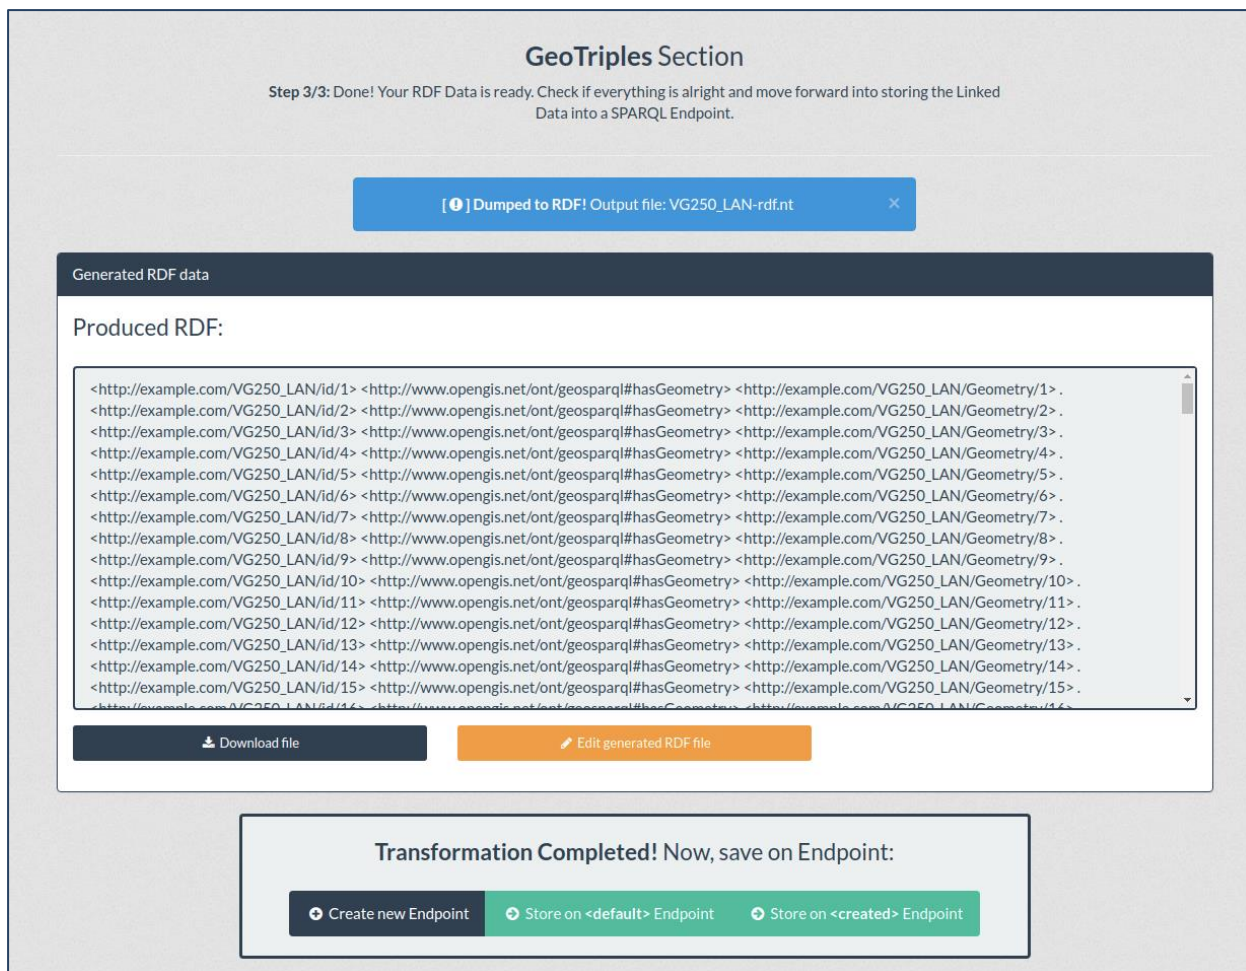 GeoTriples Section
Step 3/3: Done! Your RDF Data is ready. Check if everything is alright and move forward into storing the Linked
Data into a SPARQL Endpoint.
[ ! ] Dumped to RDF! Output file: VG250_LAN-rdf.nt ×
Generated RDF data
Produced RDF:
<http://example.com/VG250_LAN/id/1> <http://www.opengis.net/ont/geosparql#hasGeometry> <http://example.com/VG250_LAN/Geometry/1> .
<http://example.com/VG250_LAN/id/2> <http://www.opengis.net/ont/geosparql#hasGeometry> <http://example.com/VG250_LAN/Geometry/2> .
<http://example.com/VG250_LAN/id/3> <http://www.opengis.net/ont/geosparql#hasGeometry> <http://example.com/VG250_LAN/Geometry/3> .
<http://example.com/VG250_LAN/id/4> <http://www.opengis.net/ont/geosparql#hasGeometry> <http://example.com/VG250_LAN/Geometry/4> .
<http://example.com/VG250_LAN/id/5> <http://www.opengis.net/ont/geosparql#hasGeometry> <http://example.com/VG250_LAN/Geometry/5> .
<http://example.com/VG250_LAN/id/6> <http://www.opengis.net/ont/geosparql#hasGeometry> <http://example.com/VG250_LAN/Geometry/6> .
<http://example.com/VG250_LAN/id/7> <http://www.opengis.net/ont/geosparql#hasGeometry> <http://example.com/VG250_LAN/Geometry/7> .
<http://example.com/VG250_LAN/id/8> <http://www.opengis.net/ont/geosparql#hasGeometry> <http://example.com/VG250_LAN/Geometry/8> .
<http://example.com/VG250_LAN/id/9> <http://www.opengis.net/ont/geosparql#hasGeometry> <http://example.com/VG250_LAN/Geometry/9> .
<http://example.com/VG250_LAN/id/10> <http://www.opengis.net/ont/geosparql#hasGeometry> <http://example.com/VG250_LAN/Geometry/10> .
<http://example.com/VG250_LAN/id/11> <http://www.opengis.net/ont/geosparql#hasGeometry> <http://example.com/VG250_LAN/Geometry/11> .
<http://example.com/VG250_LAN/id/12> <http://www.opengis.net/ont/geosparql#hasGeometry> <http://example.com/VG250_LAN/Geometry/12> .
<http://example.com/VG250_LAN/id/13> <http://www.opengis.net/ont/geosparql#hasGeometry> <http://example.com/VG250_LAN/Geometry/13> .
<http://example.com/VG250_LAN/id/14> <http://www.opengis.net/ont/geosparql#hasGeometry> <http://example.com/VG250_LAN/Geometry/14> .
<http://example.com/VG250_LAN/id/15> <http://www.opengis.net/ont/geosparql#hasGeometry> <http://example.com/VG250_LAN/Geometry/15> .
Download file
Edit generated RDF file
Transformation Completed! Now, save on Endpoint:
Create new Endpoint
Store on <default> Endpoint
Store on <created> Endpoint